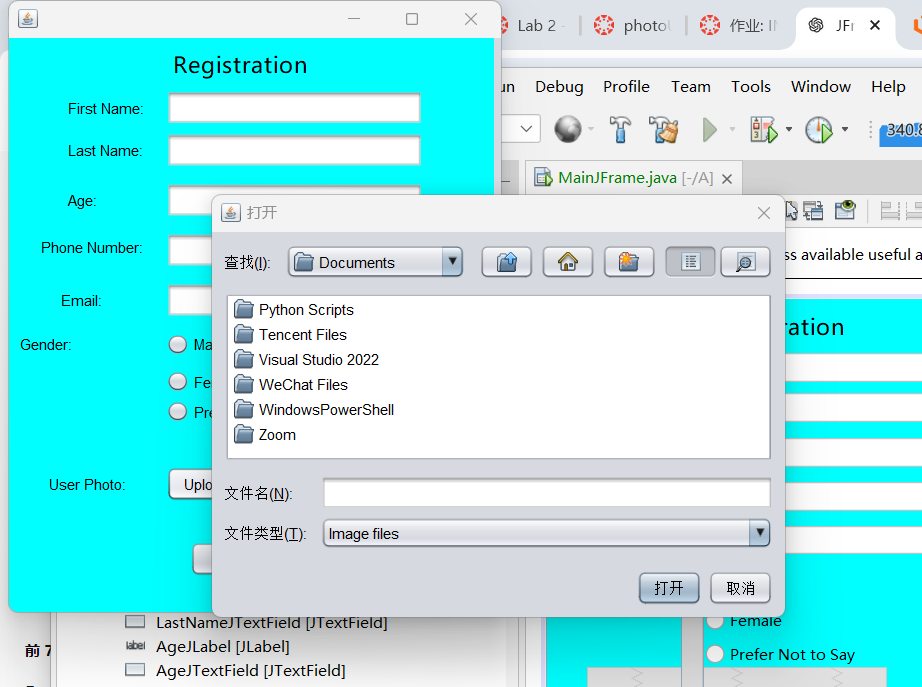 Lab 2
photo
作业: I
JFr
Registration
First Name:
Last Name:
Age:
Phone Number:
Email:
Gender:
Ma
Fe
Pre
User Photo:
Uplo
un Debug Profile Team Tools Window Help
340.8
MainJFrame.java [-/A]
ss available useful a
ration
打开
查找(I):
Documents
Python Scripts
Tencent Files
Visual Studio 2022
WeChat Files
WindowsPowerShell
Zoom
文件名(N):
文件类型(T):
Image files
打开
取消
Female
Prefer Not to Say
LastNameJTextField [JTextField]
label AgeJLabel [JLabel]
AgeJTextField [JTextField]
前 7